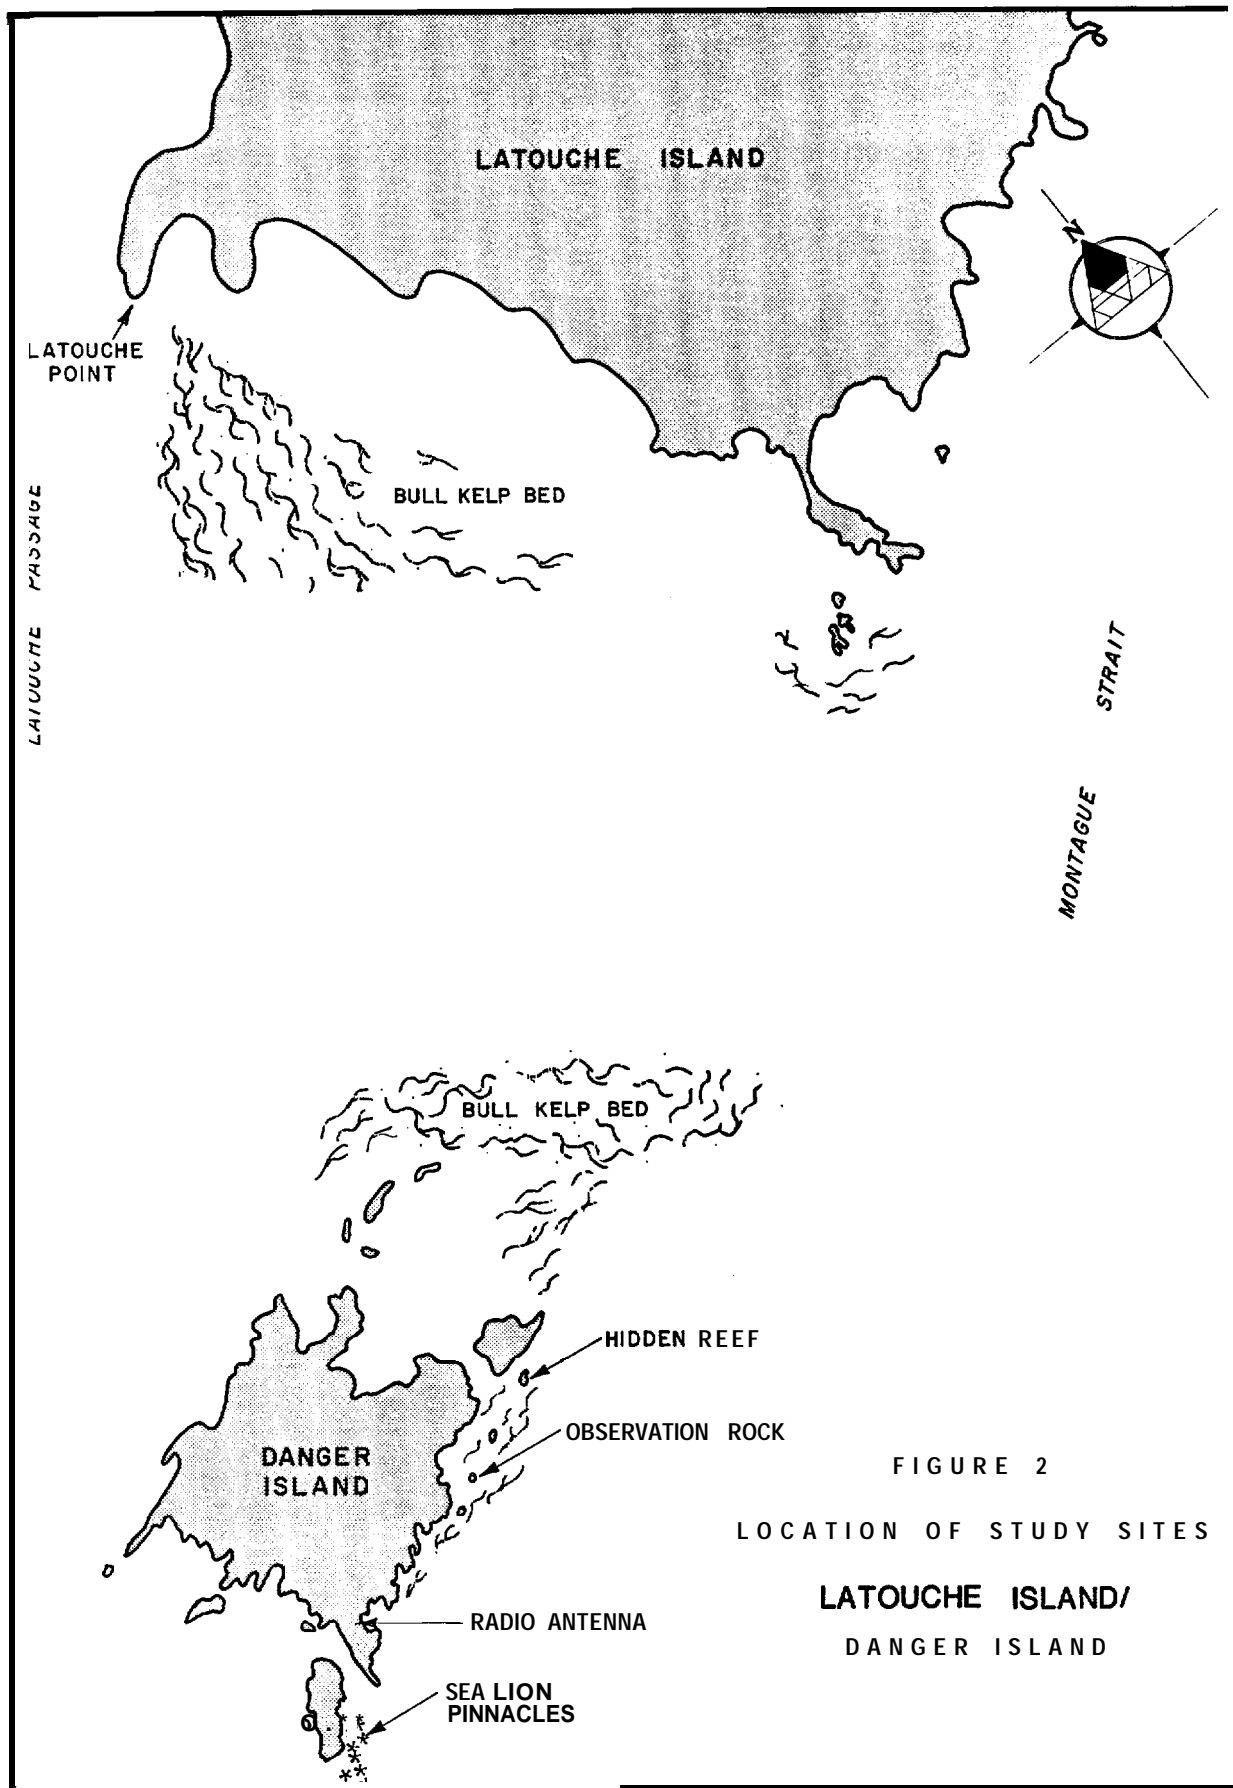 LATOUCHE ISLAND
N
LATOUCHE
POINT
BULL KELP BED
LATOUCHE PASSAGE
MONTAGUE STRAIT
BULL KELP BED
HIDDEN REEF
OBSERVATION ROCK
DANGER
ISLAND
RADIO ANTENNA
SEA LION
PINNACLES
FIGURE 2
LOCATION OF STUDY SITES
LATOUCHE ISLAND/
DANGER ISLAND